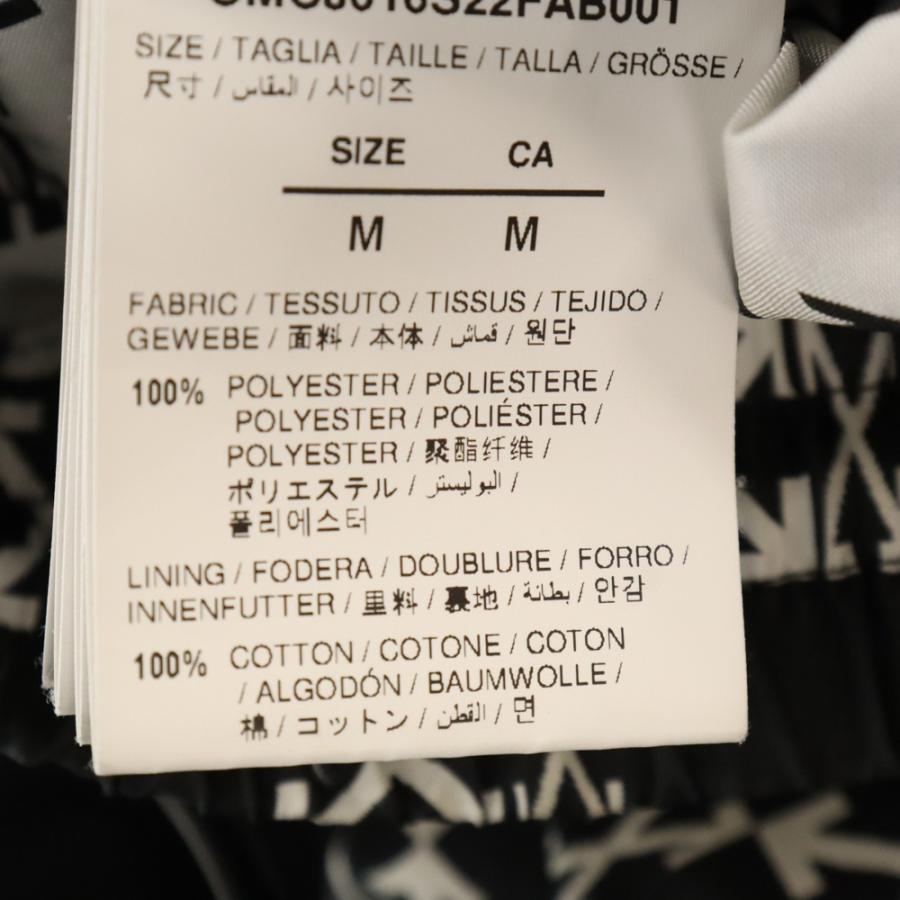 OMC8016S22FAB001
SIZE / TAGLIA / TAILLE / TALLA / GRÖSSE /
尺寸 / المقاس / 사이즈
SIZE CA
M M
FABRIC / TESSUTO / TISSUS / TEJIDO /
GEWEBE / 面料 / 本体 / قماش / 원단
100% POLYESTER / POLIESTERE /
POLYESTER / POLIÉSTER /
POLYESTER / 聚酯纤维 /
ポリエステル / البوليستر /
폴리에스터
LINING / FODERA / DOUBLURE / FORRO /
INNENFUTTER / 里料 / 裏地 / بطانة / 안감
100% COTTON / COTONE / COTON
/ ALGODÓN / BAUMWOLLE /
棉 / コットン / القطن / 면